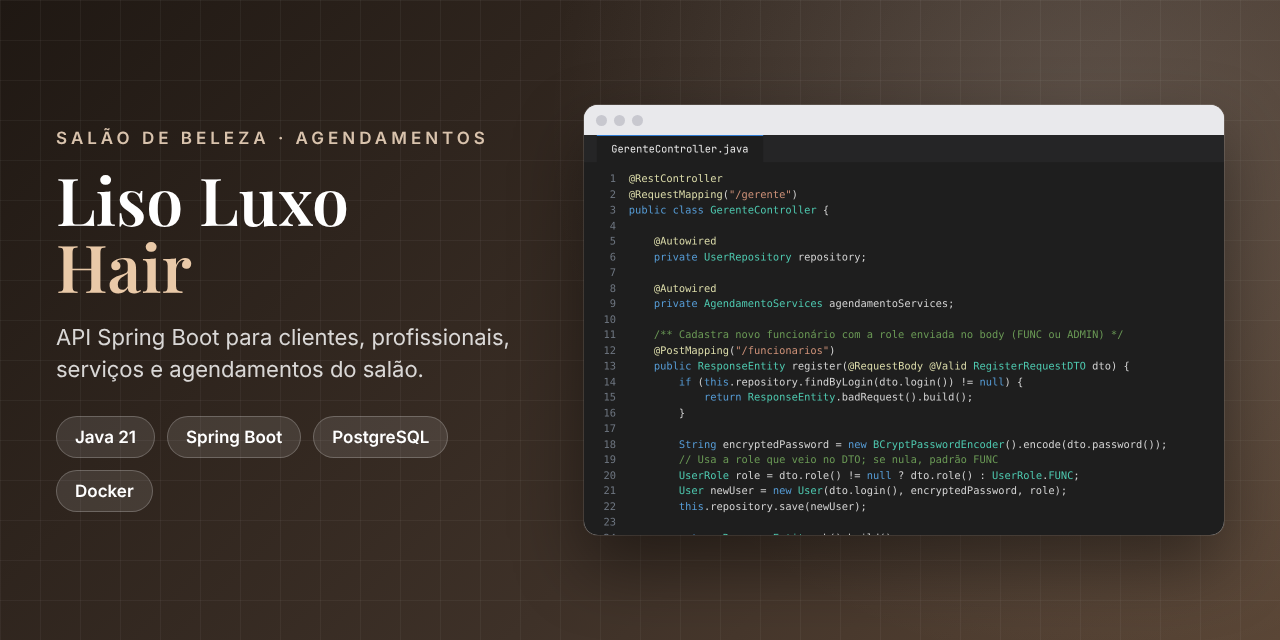 SALÃO DE BELEZA · AGENDAMENTOS
Liso Luxo
Hair
API Spring Boot para clientes, profissionais,
serviços e agendamentos do salão.
Java 21
Spring Boot
PostgreSQL
Docker
GerenteController.java
1 @RestController
2 @RequestMapping("/gerente")
3 public class GerenteController {
4
5     @Autowired
6     private UserRepository repository;
7
8     @Autowired
9     private AgendamentoServices agendamentoServices;
10
11     /** Cadastra novo funcionário com a role enviada no body (FUNC ou ADMIN) */
12     @PostMapping("/funcionarios")
13     public ResponseEntity register(@RequestBody @Valid RegisterRequestDTO dto) {
14         if (this.repository.findByLogin(dto.login()) != null) {
15             return ResponseEntity.badRequest().build();
16         }
17
18         String encryptedPassword = new BCryptPasswordEncoder().encode(dto.password());
19         // Usa a role que veio no DTO; se nula, padrão FUNC
20         UserRole role = dto.role() != null ? dto.role() : UserRole.FUNC;
21         User newUser = new User(dto.login(), encryptedPassword, role);
22         this.repository.save(newUser);
23